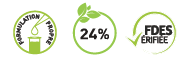 FORMULATION PROPRE
24%
FDES
ÉRIFIÉE